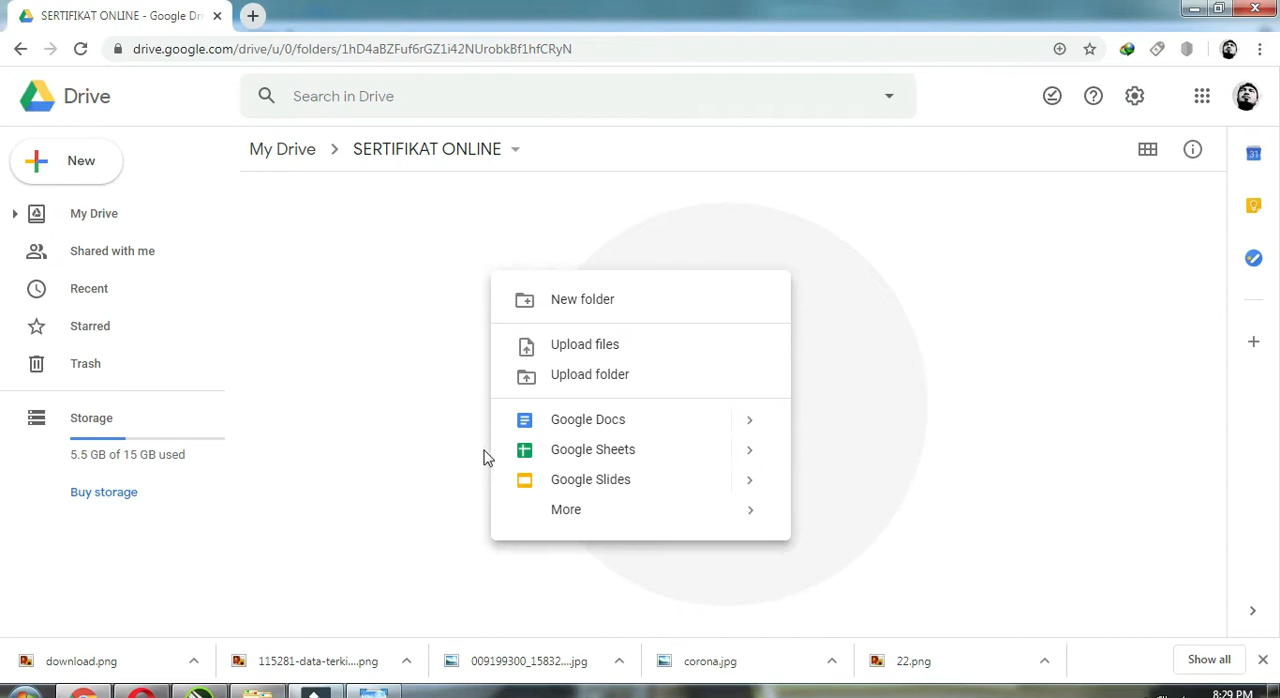 SERTIFIKAT ONLINE - Google Dri
drive.google.com/drive/u/0/folders/1hD4aBZFuf6rGZ1i42NUrobkBf1hfCRyN
Drive
Search in Drive
New
My Drive
SERTIFIKAT ONLINE
31
My Drive
Shared with me
Recent
Starred
Trash
Storage
5.5 GB of 15 GB used
Buy storage
New folder
Upload files
Upload folder
Google Docs
Google Sheets
Google Slides
More
download.png
115281-data-terki....png
009199300_15832....jpg
corona.jpg
22.png
Show all
8:29 PM